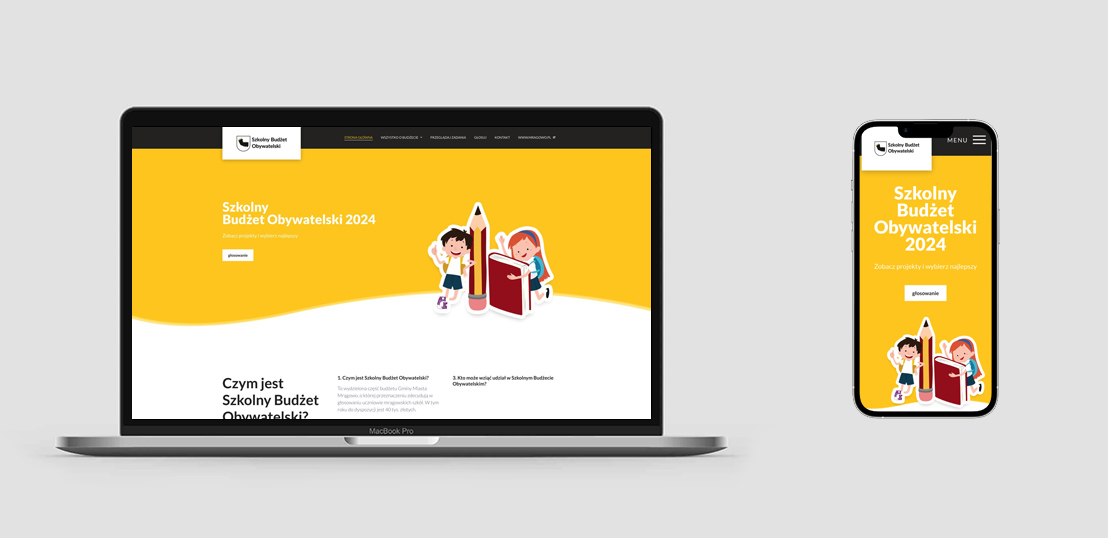 Szkolny Budżet
Obywatelski
STRONA GŁÓWNA WSZYSTKO O BUDŻECIE PRZEGLĄDAJ ZADANIA GŁOSUJ KONTAKT WWW.MRAGOWO.PL
Szkolny
Budżet Obywatelski 2024
Zobacz projekty i wybierz najlepszy
głosowanie
Czym jest
Szkolny Budżet
Obywatelski?
1. Czym jest Szkolny Budżet Obywatelski?
To wydzielona część budżetu Gminy Miasta
Mrągowo, o której przeznaczeniu zdecydują w
głosowaniu uczniowie mrągowskich szkół. W tym
roku do dyspozycji jest 40 tys. złotych.
3. Kto może wziąć udział w Szkolnym Budżecie
Obywatelskim?
MacBook Pro
Szkolny Budżet
Obywatelski
MENU
Szkolny
Budżet
Obywatelski
2024
Zobacz projekty i wybierz najlepszy
głosowanie